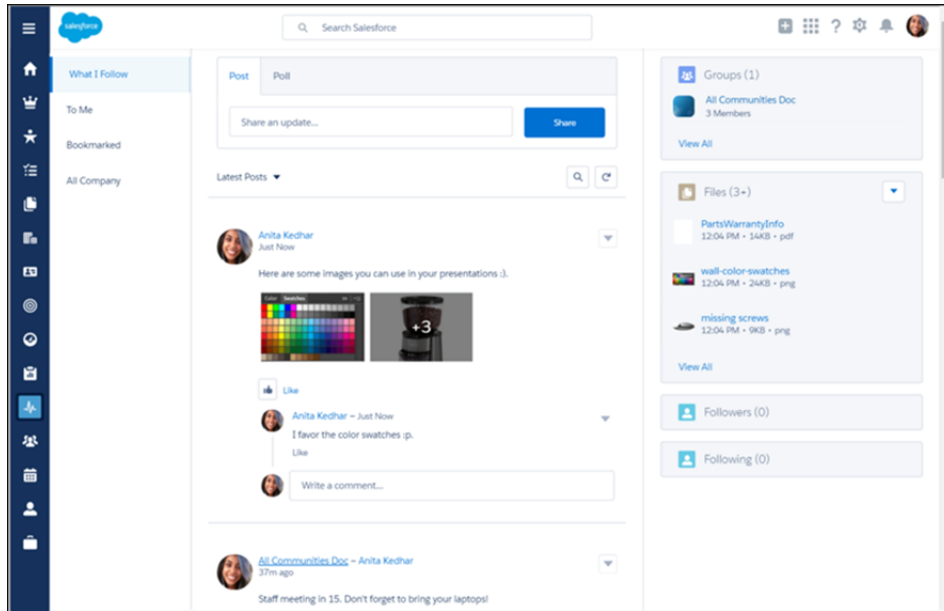 salesforce
Search Salesforce
What I Follow
To Me
Bookmarked
All Company
Post
Poll
Share an update...
Share
Latest Posts
Anita Kedhar
Just Now
Here are some images you can use in your presentations :).
Color Swatches
+3
Like
Anita Kedhar – Just Now
I favor the color swatches :p.
Like
Write a comment...
All Communities Doc – Anita Kedhar
37m ago
Staff meeting in 15. Don't forget to bring your laptops!
Groups (1)
All Communities Doc
3 Members
View All
Files (3+)
PartsWarrantyInfo
12:04 PM • 14KB • pdf
wall-color-swatches
12:04 PM • 24KB • png
missing screws
12:04 PM • 9KB • png
View All
Followers (0)
Following (0)